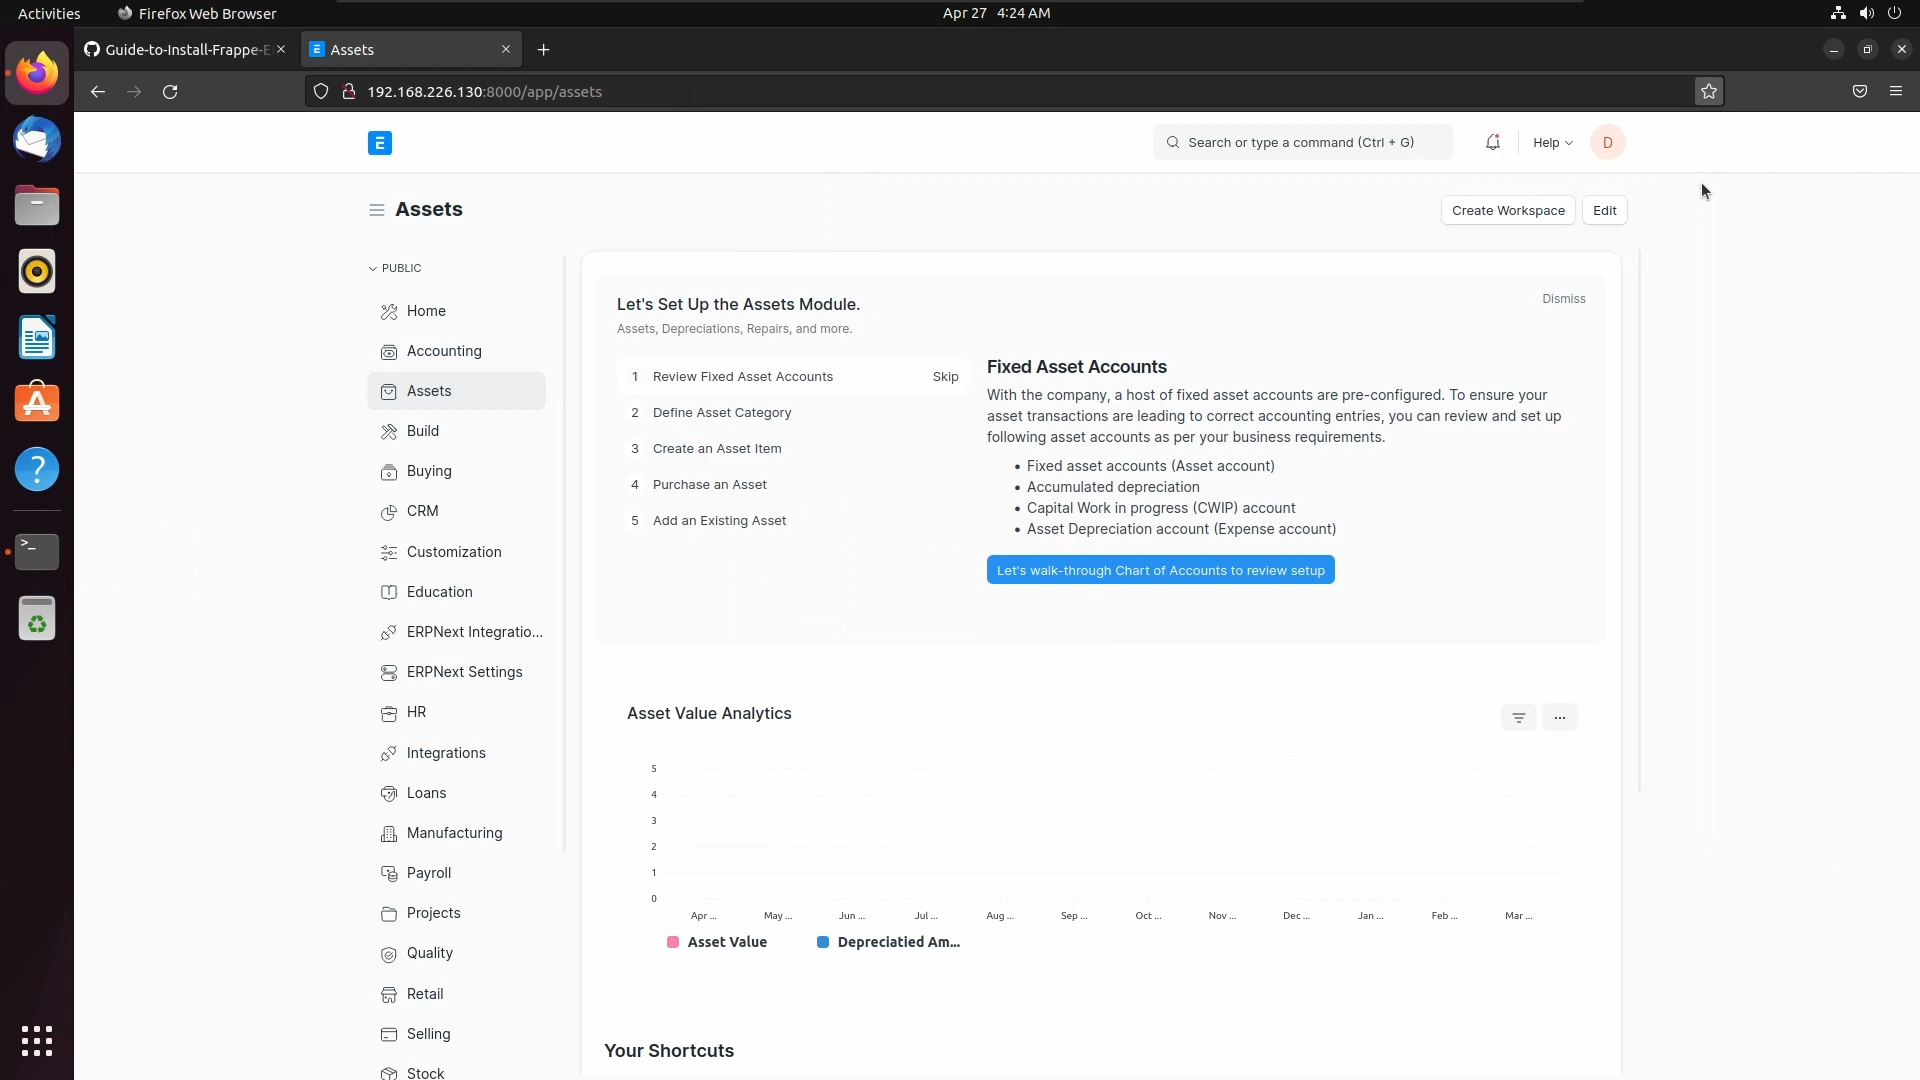 Activities
Firefox Web Browser
Apr 27 4:24 AM
Guide-to-Install-Frappe-E
Assets
192.168.226.130:8000/app/assets
Search or type a command (Ctrl + G)
Help
D
Assets
Create Workspace
Edit
PUBLIC
Home
Accounting
Assets
Build
Buying
CRM
Customization
Education
ERPNext Integratio...
ERPNext Settings
HR
Integrations
Loans
Manufacturing
Payroll
Projects
Quality
Retail
Selling
Stock
Let's Set Up the Assets Module.
Dismiss
Assets, Depreciations, Repairs, and more.
1 Review Fixed Asset Accounts Skip
2 Define Asset Category
3 Create an Asset Item
4 Purchase an Asset
5 Add an Existing Asset
Fixed Asset Accounts
With the company, a host of fixed asset accounts are pre-configured. To ensure your
asset transactions are leading to correct accounting entries, you can review and set up
following asset accounts as per your business requirements.
• Fixed asset accounts (Asset account)
• Accumulated depreciation
• Capital Work in progress (CWIP) account
• Asset Depreciation account (Expense account)
Let's walk-through Chart of Accounts to review setup
Asset Value Analytics
5
4
3
2
1
0
Apr ... May ... Jun ... Jul ... Aug ... Sep ... Oct ... Nov ... Dec ... Jan ... Feb ... Mar ...
Asset Value
Depreciatied Am...
Your Shortcuts